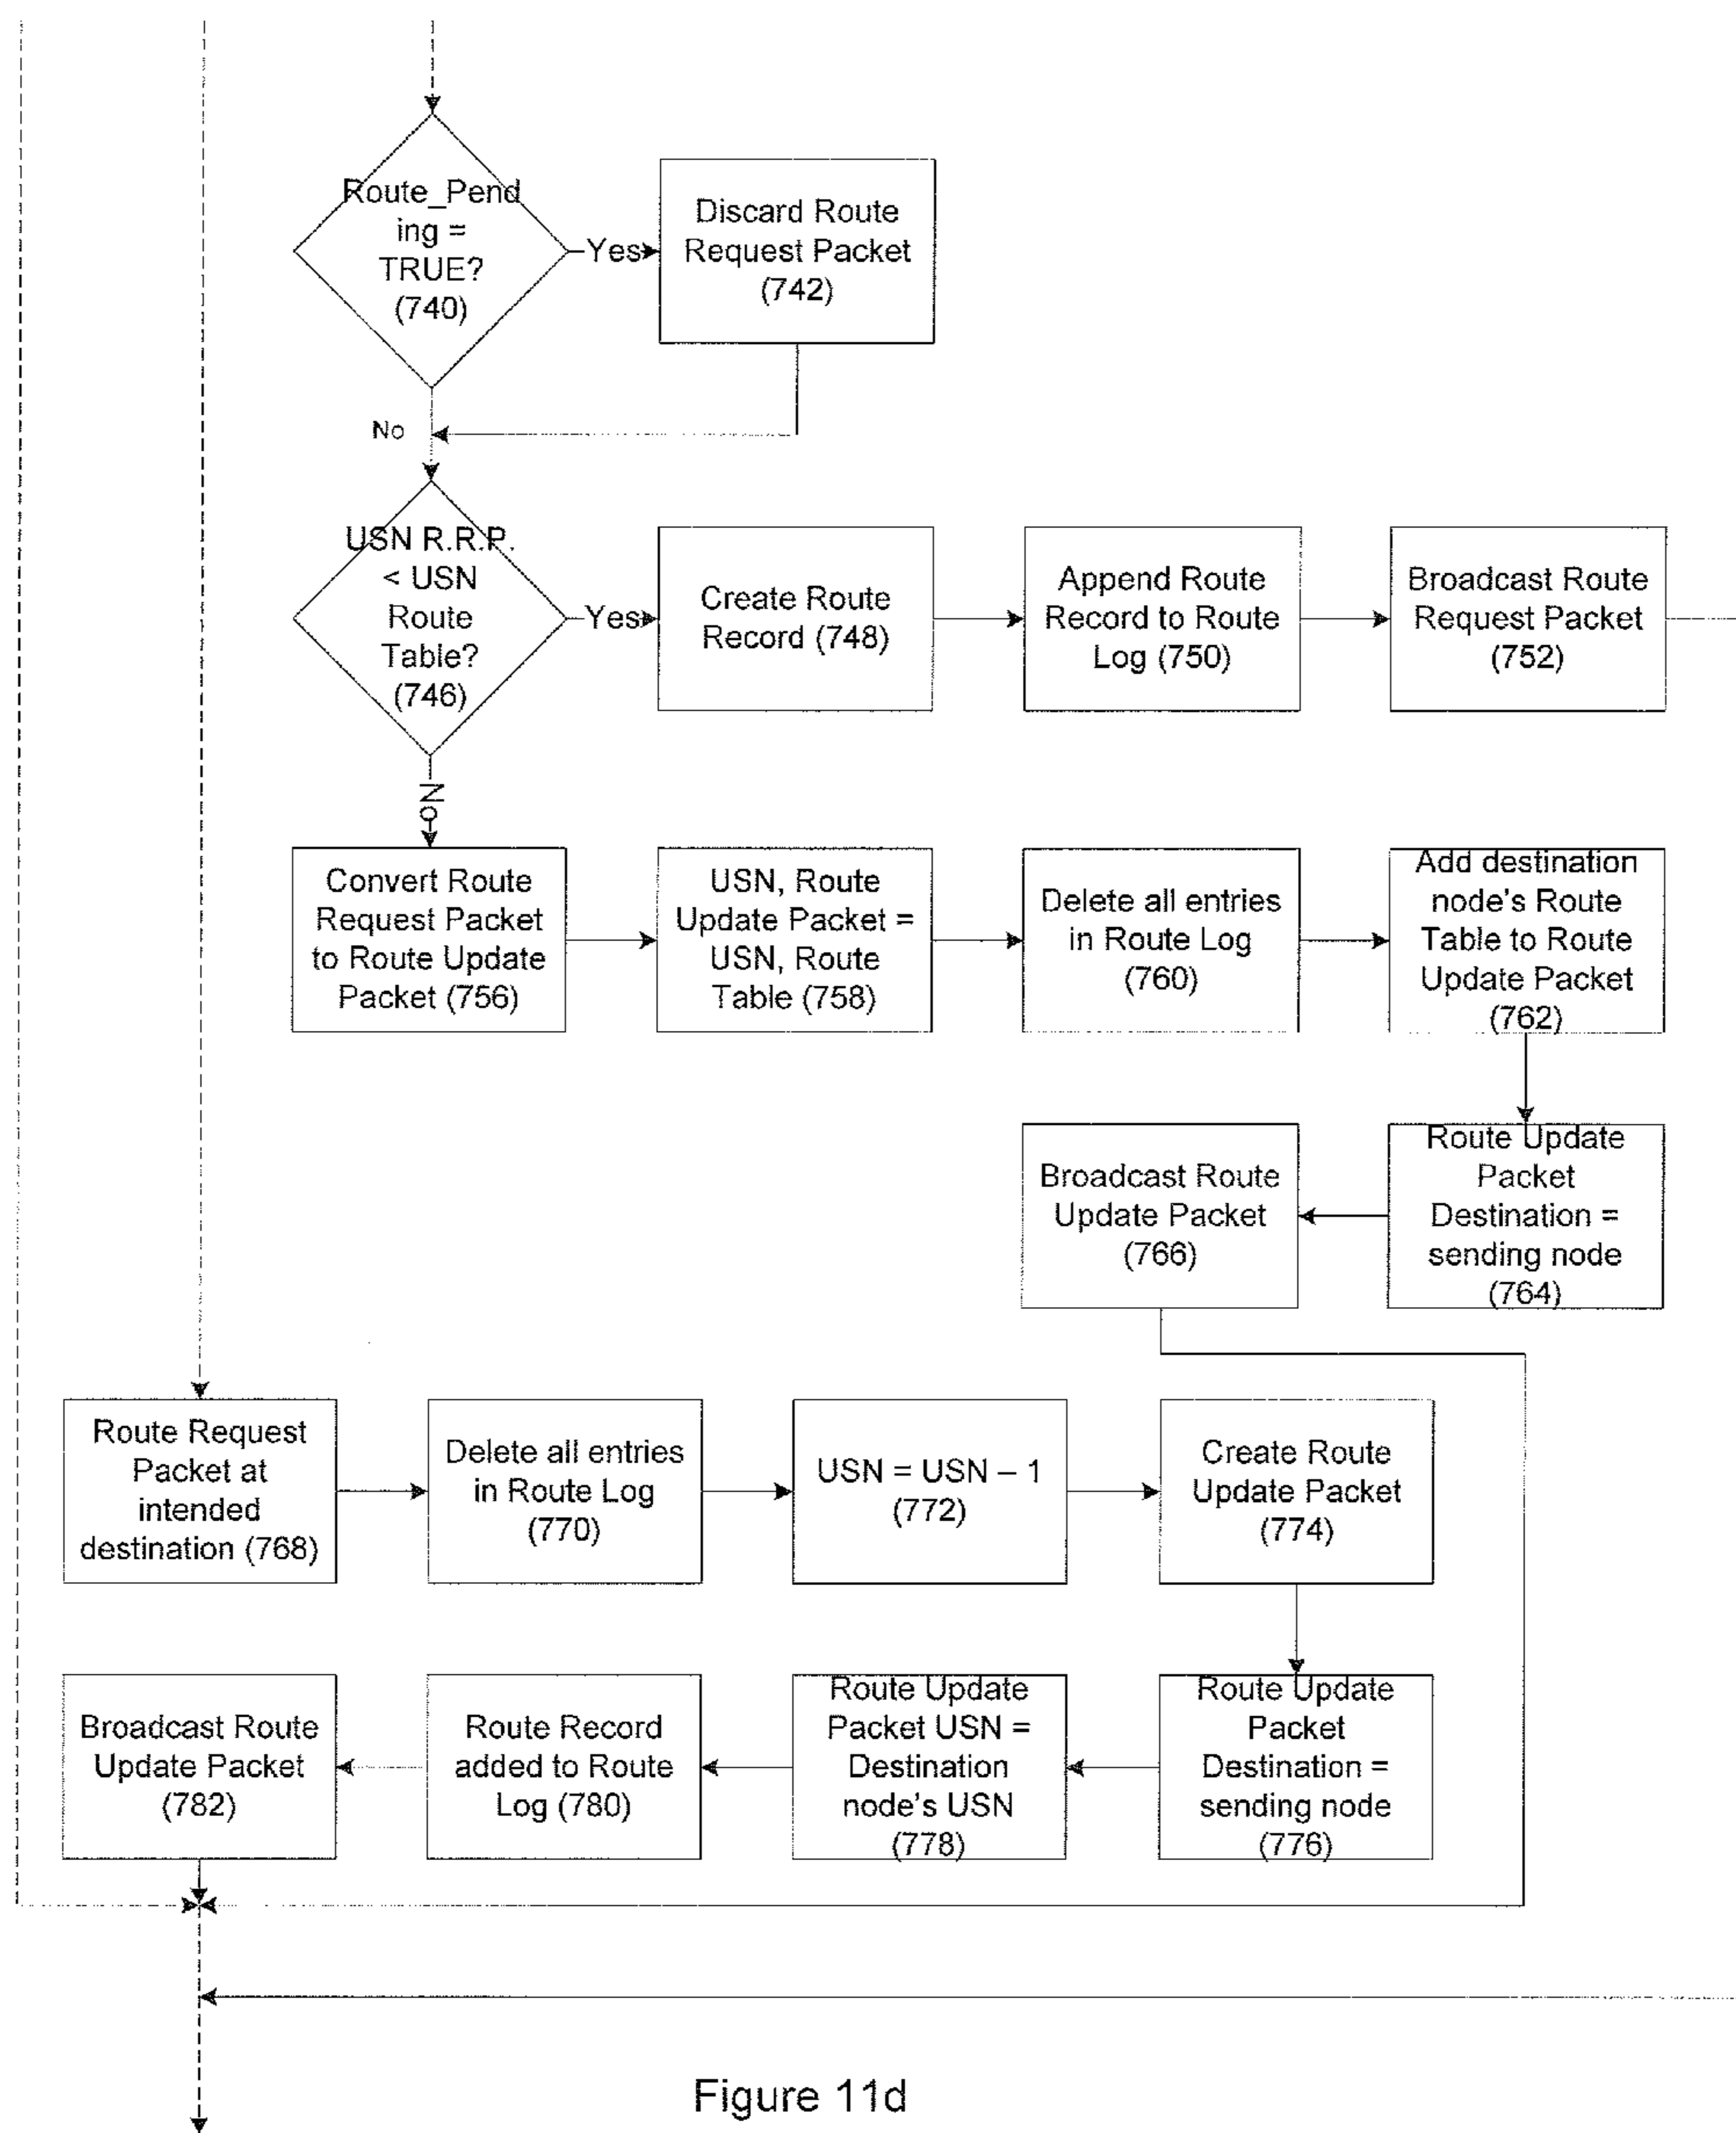 Route_Pend
ing =
TRUE?
(740)
Yes
Discard Route
Request Packet
(742)
No
USN R.R.P.
< USN
Route
Table?
(746)
Yes
Create Route
Record (748)
Append Route
Record to Route
Log (750)
Broadcast Route
Request Packet
(752)
No
Convert Route
Request Packet
to Route Update
Packet (756)
USN, Route
Update Packet =
USN, Route
Table (758)
Delete all entries
in Route Log
(760)
Add destination
node's Route
Table to Route
Update Packet
(762)
Broadcast Route
Update Packet
(766)
Route Update
Packet
Destination =
sending node
(764)
Route Request
Packet at
intended
destination (768)
Delete all entries
in Route Log
(770)
USN = USN – 1
(772)
Create Route
Update Packet
(774)
Broadcast Route
Update Packet
(782)
Route Record
added to Route
Log (780)
Route Update
Packet USN =
Destination
node's USN
(778)
Route Update
Packet
Destination =
sending node
(776)
Figure 11d